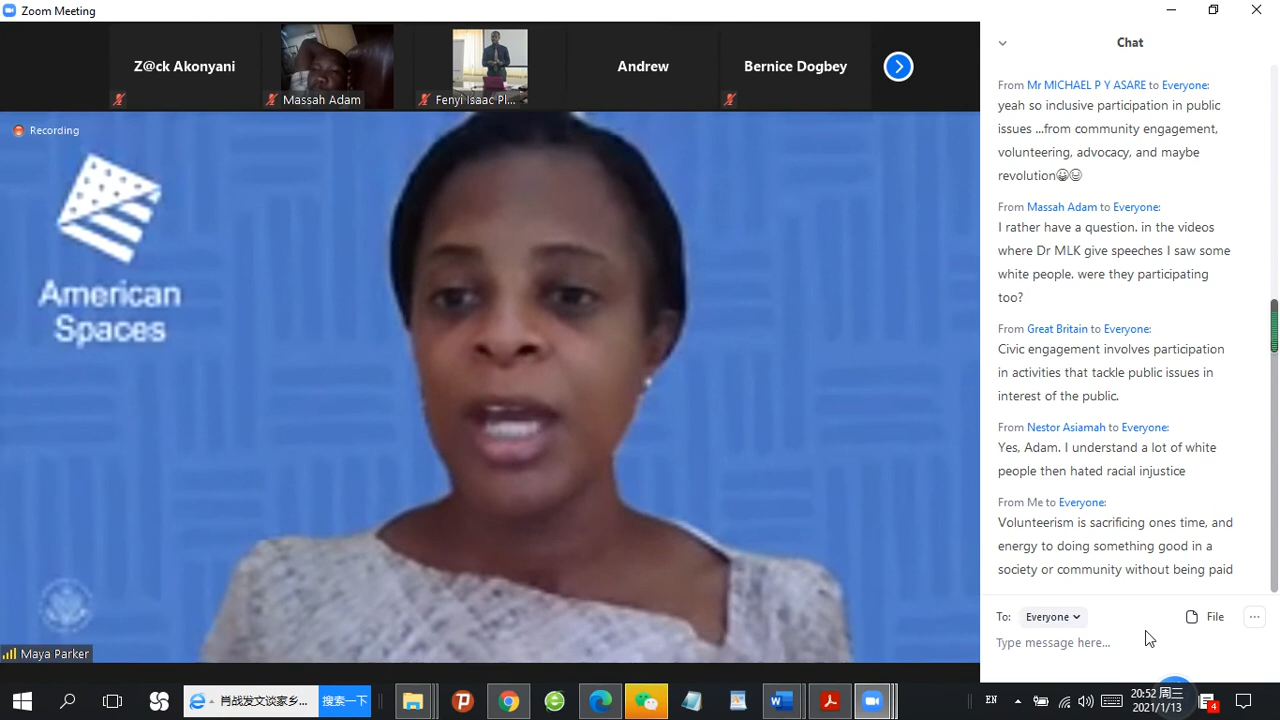 Zoom Meeting
Z@ck Akonyani
Massah Adam
Fenyi Isaac Pl...
Andrew
Bernice Dogbey
Recording
American
Spaces
Maya Parker
Chat
From Mr MICHAEL P Y ASARE to Everyone:
yeah so inclusive participation in public
issues ...from community engagement,
volunteering, advocacy, and maybe
revolution😀😄
From Massah Adam to Everyone:
I rather have a question. in the videos
where Dr MLK give speeches I saw some
white people. were they participating
too?
From Great Britain to Everyone:
Civic engagement involves participation
in activities that tackle public issues in
interest of the public.
From Nestor Asiamah to Everyone:
Yes, Adam. I understand a lot of white
people then hated racial injustice
From Me to Everyone:
Volunteerism is sacrificing ones time, and
energy to doing something good in a
society or community without being paid
To: Everyone
File
Type message here...
肖战发文谈家乡...
搜索一下
EN
20:52 周三
2021/1/13
4